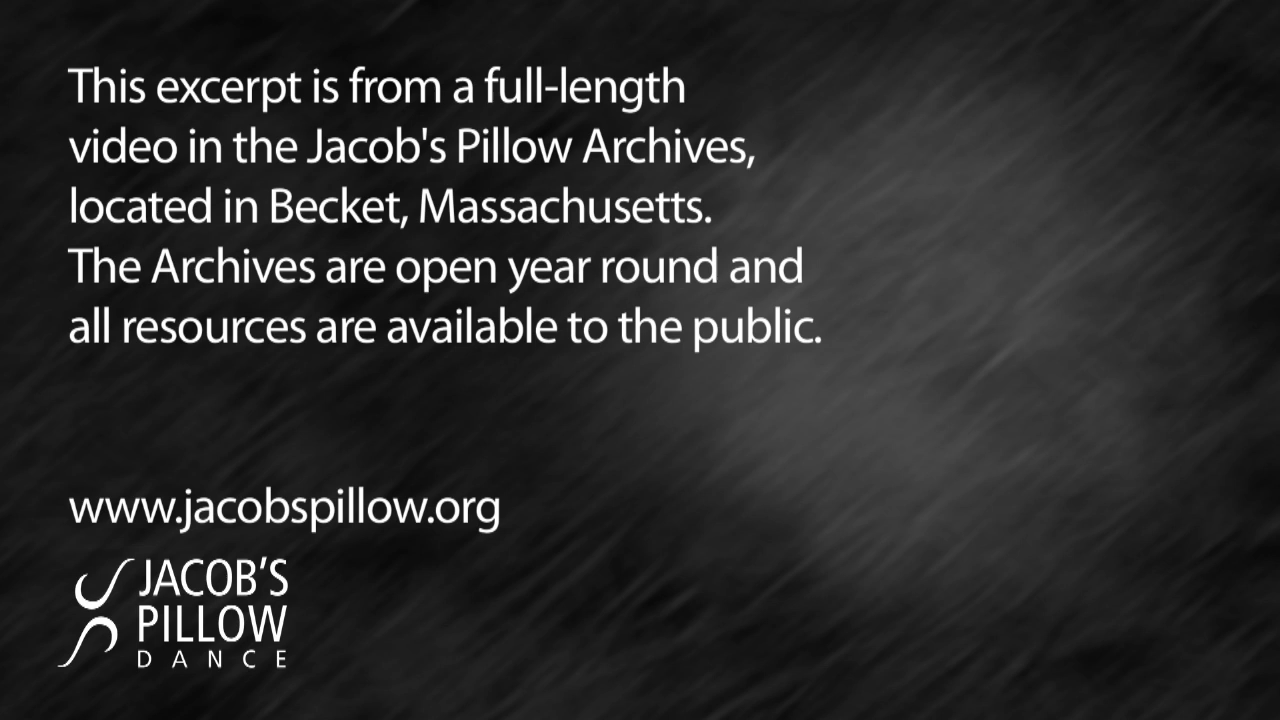 This excerpt is from a full-length
video in the Jacob's Pillow Archives,
located in Becket, Massachusetts.
The Archives are open year round and
all resources are available to the public.
www.jacobspillow.org
JACOB'S
PILLOW
DANCE